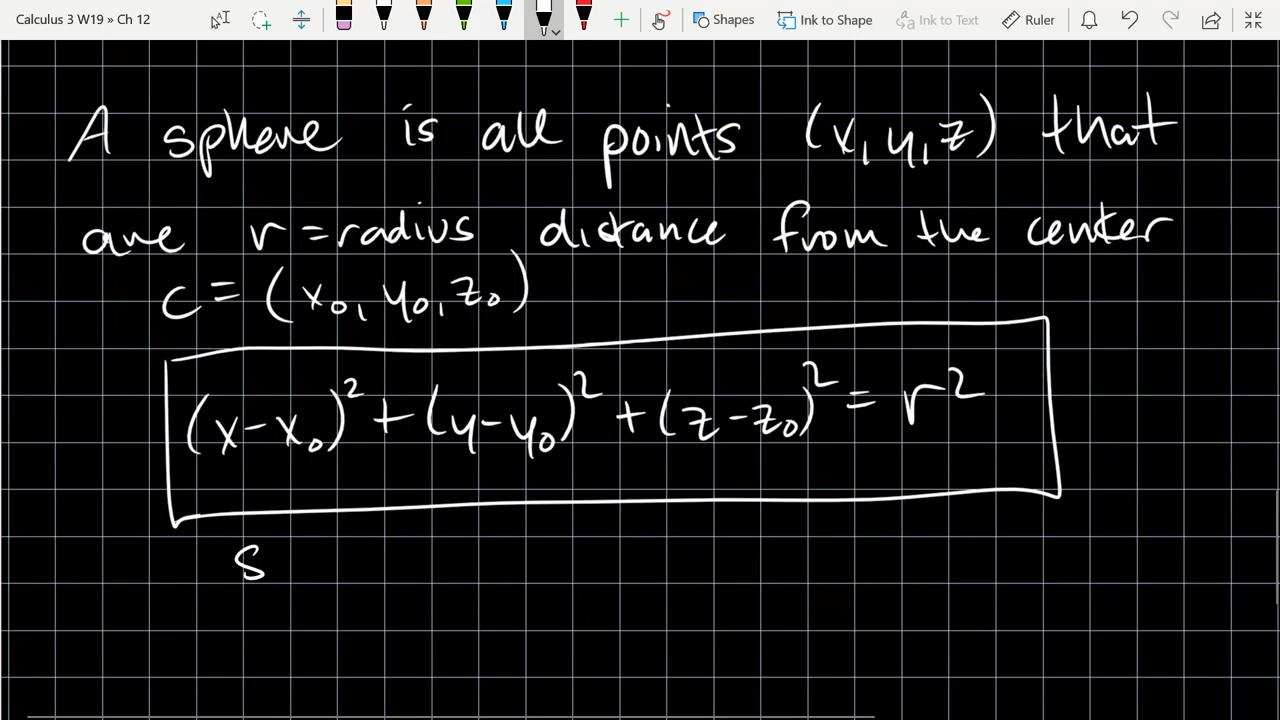 Calculus 3 W19 » Ch 12
Shapes
Ink to Shape
Ink to Text
Ruler
A sphere is all points (x, y, z) that
are r = radius distance from the center
c = (x₀, y₀, z₀)
(x - x₀)² + (y - y₀)² + (z - z₀)² = r²
S